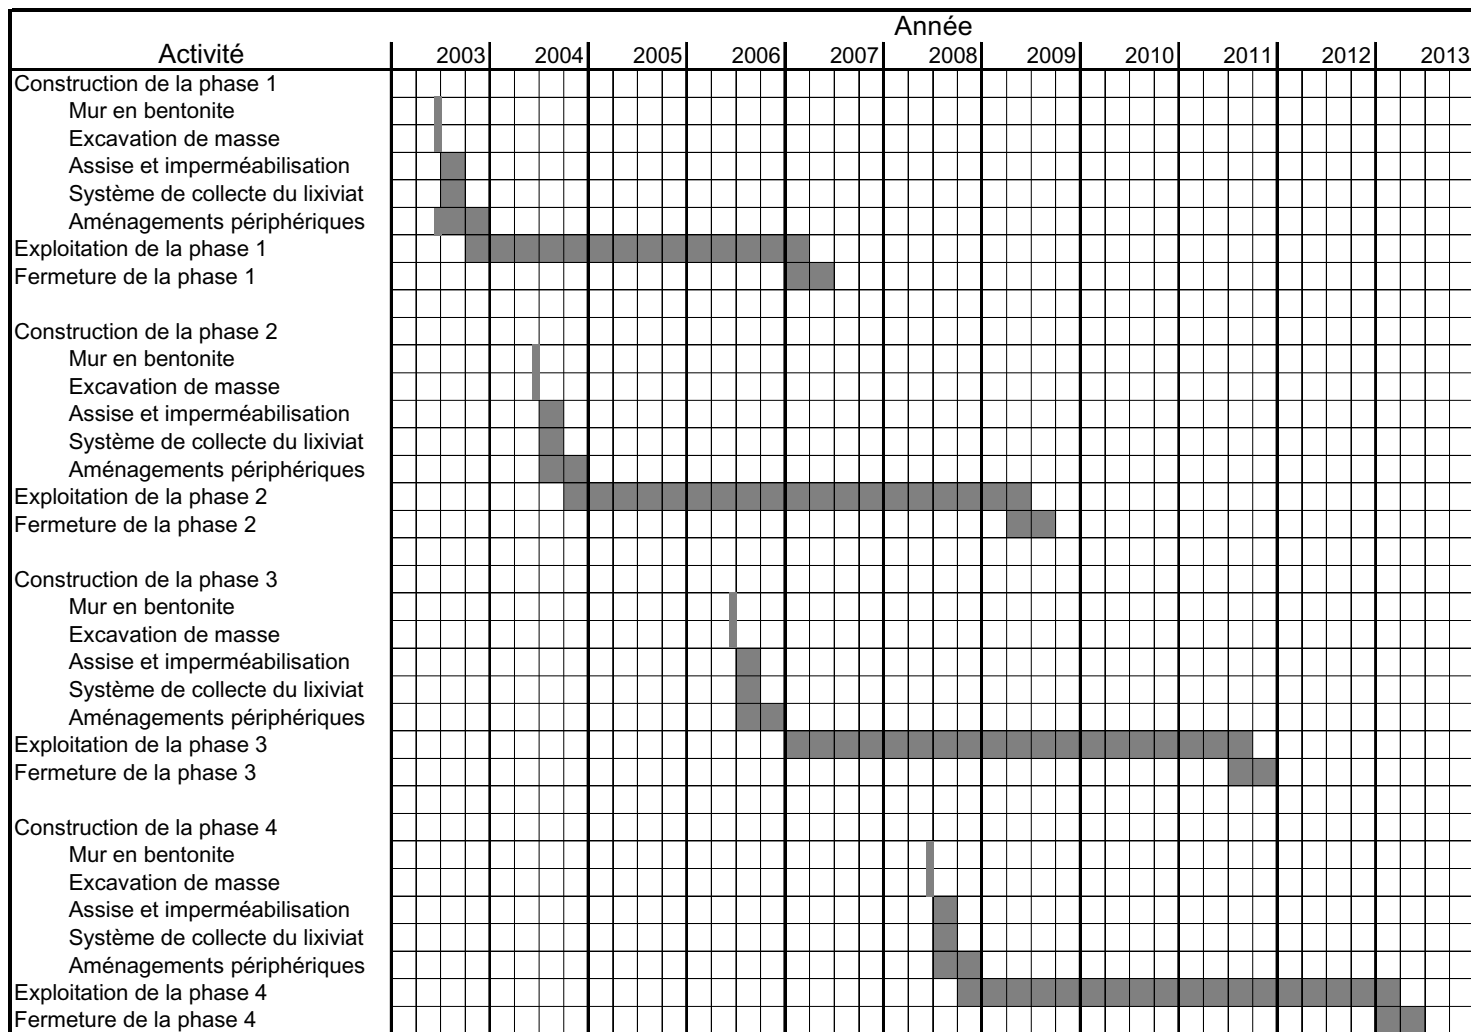 Année
Activité 2003 2004 2005 2006 2007 2008 2009 2010 2011 2012 2013
Construction de la phase 1
Mur en bentonite
Excavation de masse
Assise et imperméabilisation
Système de collecte du lixiviat
Aménagements périphériques
Exploitation de la phase 1
Fermeture de la phase 1
Construction de la phase 2
Mur en bentonite
Excavation de masse
Assise et imperméabilisation
Système de collecte du lixiviat
Aménagements périphériques
Exploitation de la phase 2
Fermeture de la phase 2
Construction de la phase 3
Mur en bentonite
Excavation de masse
Assise et imperméabilisation
Système de collecte du lixiviat
Aménagements périphériques
Exploitation de la phase 3
Fermeture de la phase 3
Construction de la phase 4
Mur en bentonite
Excavation de masse
Assise et imperméabilisation
Système de collecte du lixiviat
Aménagements périphériques
Exploitation de la phase 4
Fermeture de la phase 4